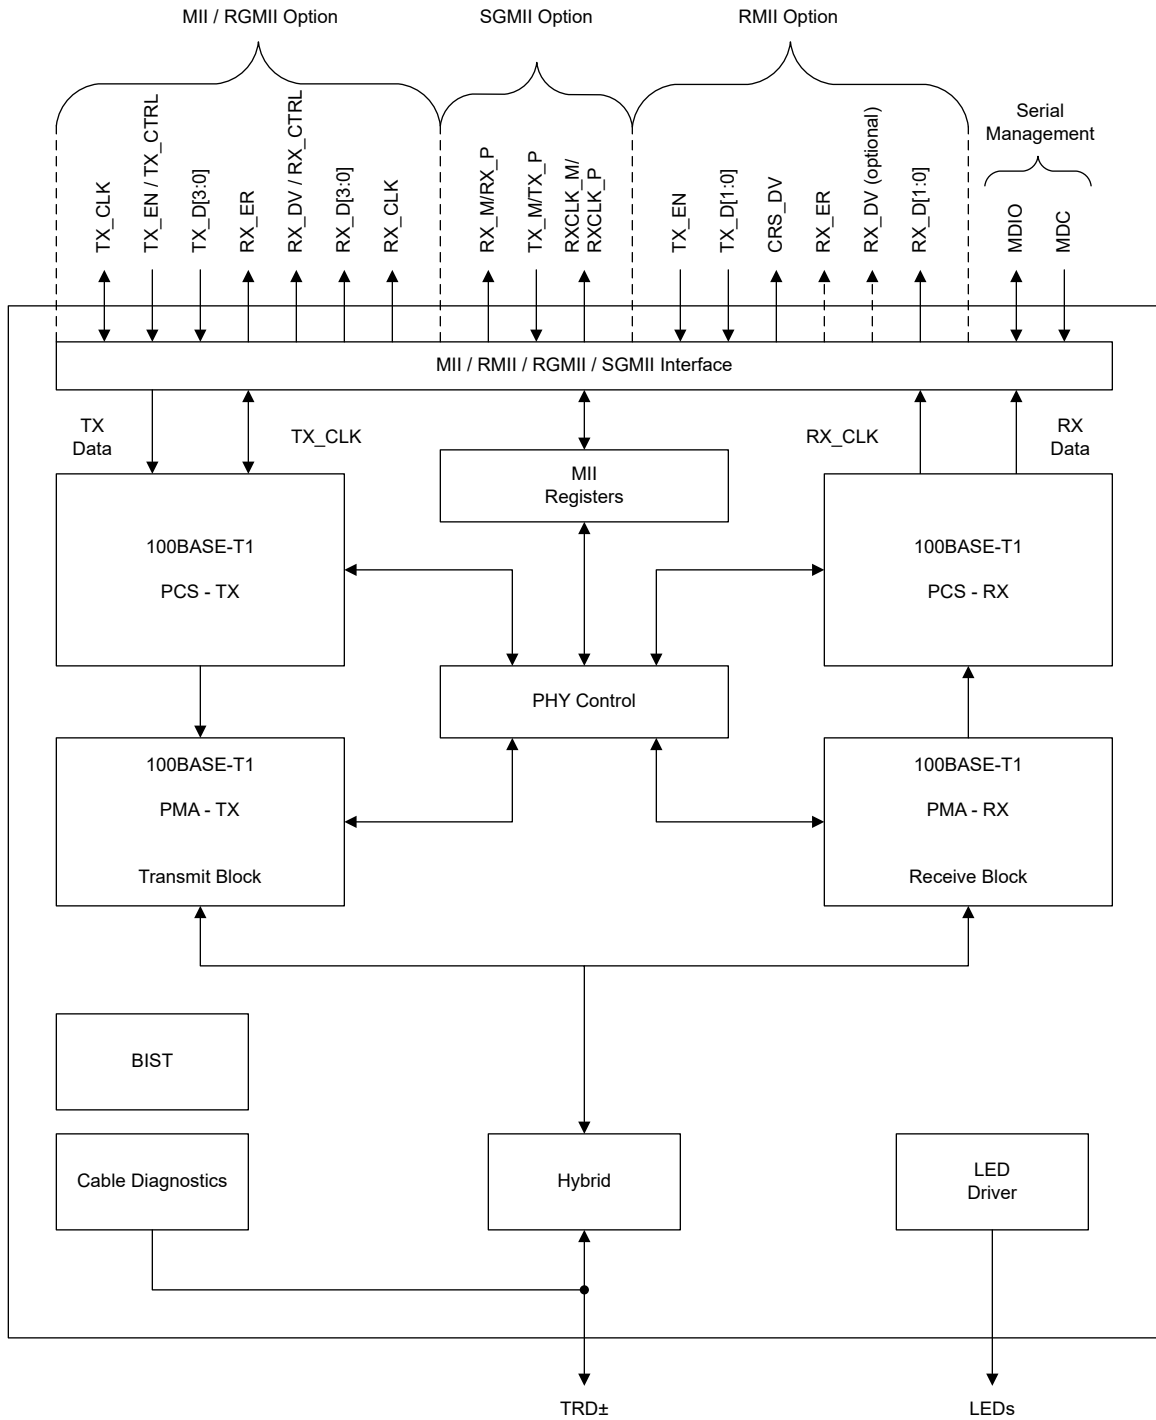 MII / RGMII Option
SGMII Option
RMII Option
Serial
Management
TX_CLK
TX_EN / TX_CTRL
TX_D[3:0]
RX_ER
RX_DV / RX_CTRL
RX_D[3:0]
RX_CLK
RX_M/RX_P
TX_M/TX_P
RXCLK_M/
RXCLK_P
TX_EN
TX_D[1:0]
CRS_DV
RX_ER
RX_DV (optional)
RX_D[1:0]
MDIO
MDC
MII / RMII / RGMII / SGMII Interface
TX
Data
TX_CLK
RX_CLK
RX
Data
MII
Registers
100BASE-T1
PCS - TX
100BASE-T1
PCS - RX
PHY Control
100BASE-T1
PMA - TX
Transmit Block
100BASE-T1
PMA - RX
Receive Block
BIST
Cable Diagnostics
Hybrid
LED
Driver
TRD±
LEDs